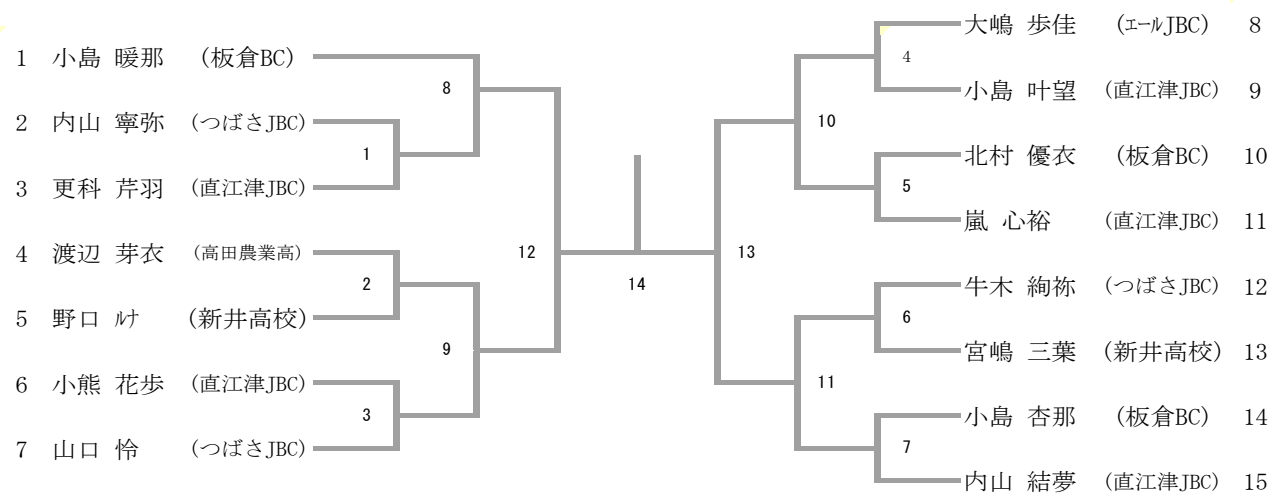 1 小島 暖那 (板倉BC)
2 内山 寧弥 (つばさJBC)
3 更科 芹羽 (直江津JBC)
4 渡辺 芽衣 (高田農業高)
5 野口 ﾙﾅ (新井高校)
6 小熊 花歩 (直江津JBC)
7 山口 怜 (つばさJBC)
8
1
2
9
3
12
14
13
4
10
5
6
11
7
大嶋 歩佳 (ｴｰﾙJBC) 8
小島 叶望 (直江津JBC) 9
北村 優衣 (板倉BC) 10
嵐 心裕 (直江津JBC) 11
牛木 絢祢 (つばさJBC) 12
宮嶋 三葉 (新井高校) 13
小島 杏那 (板倉BC) 14
内山 結夢 (直江津JBC) 15